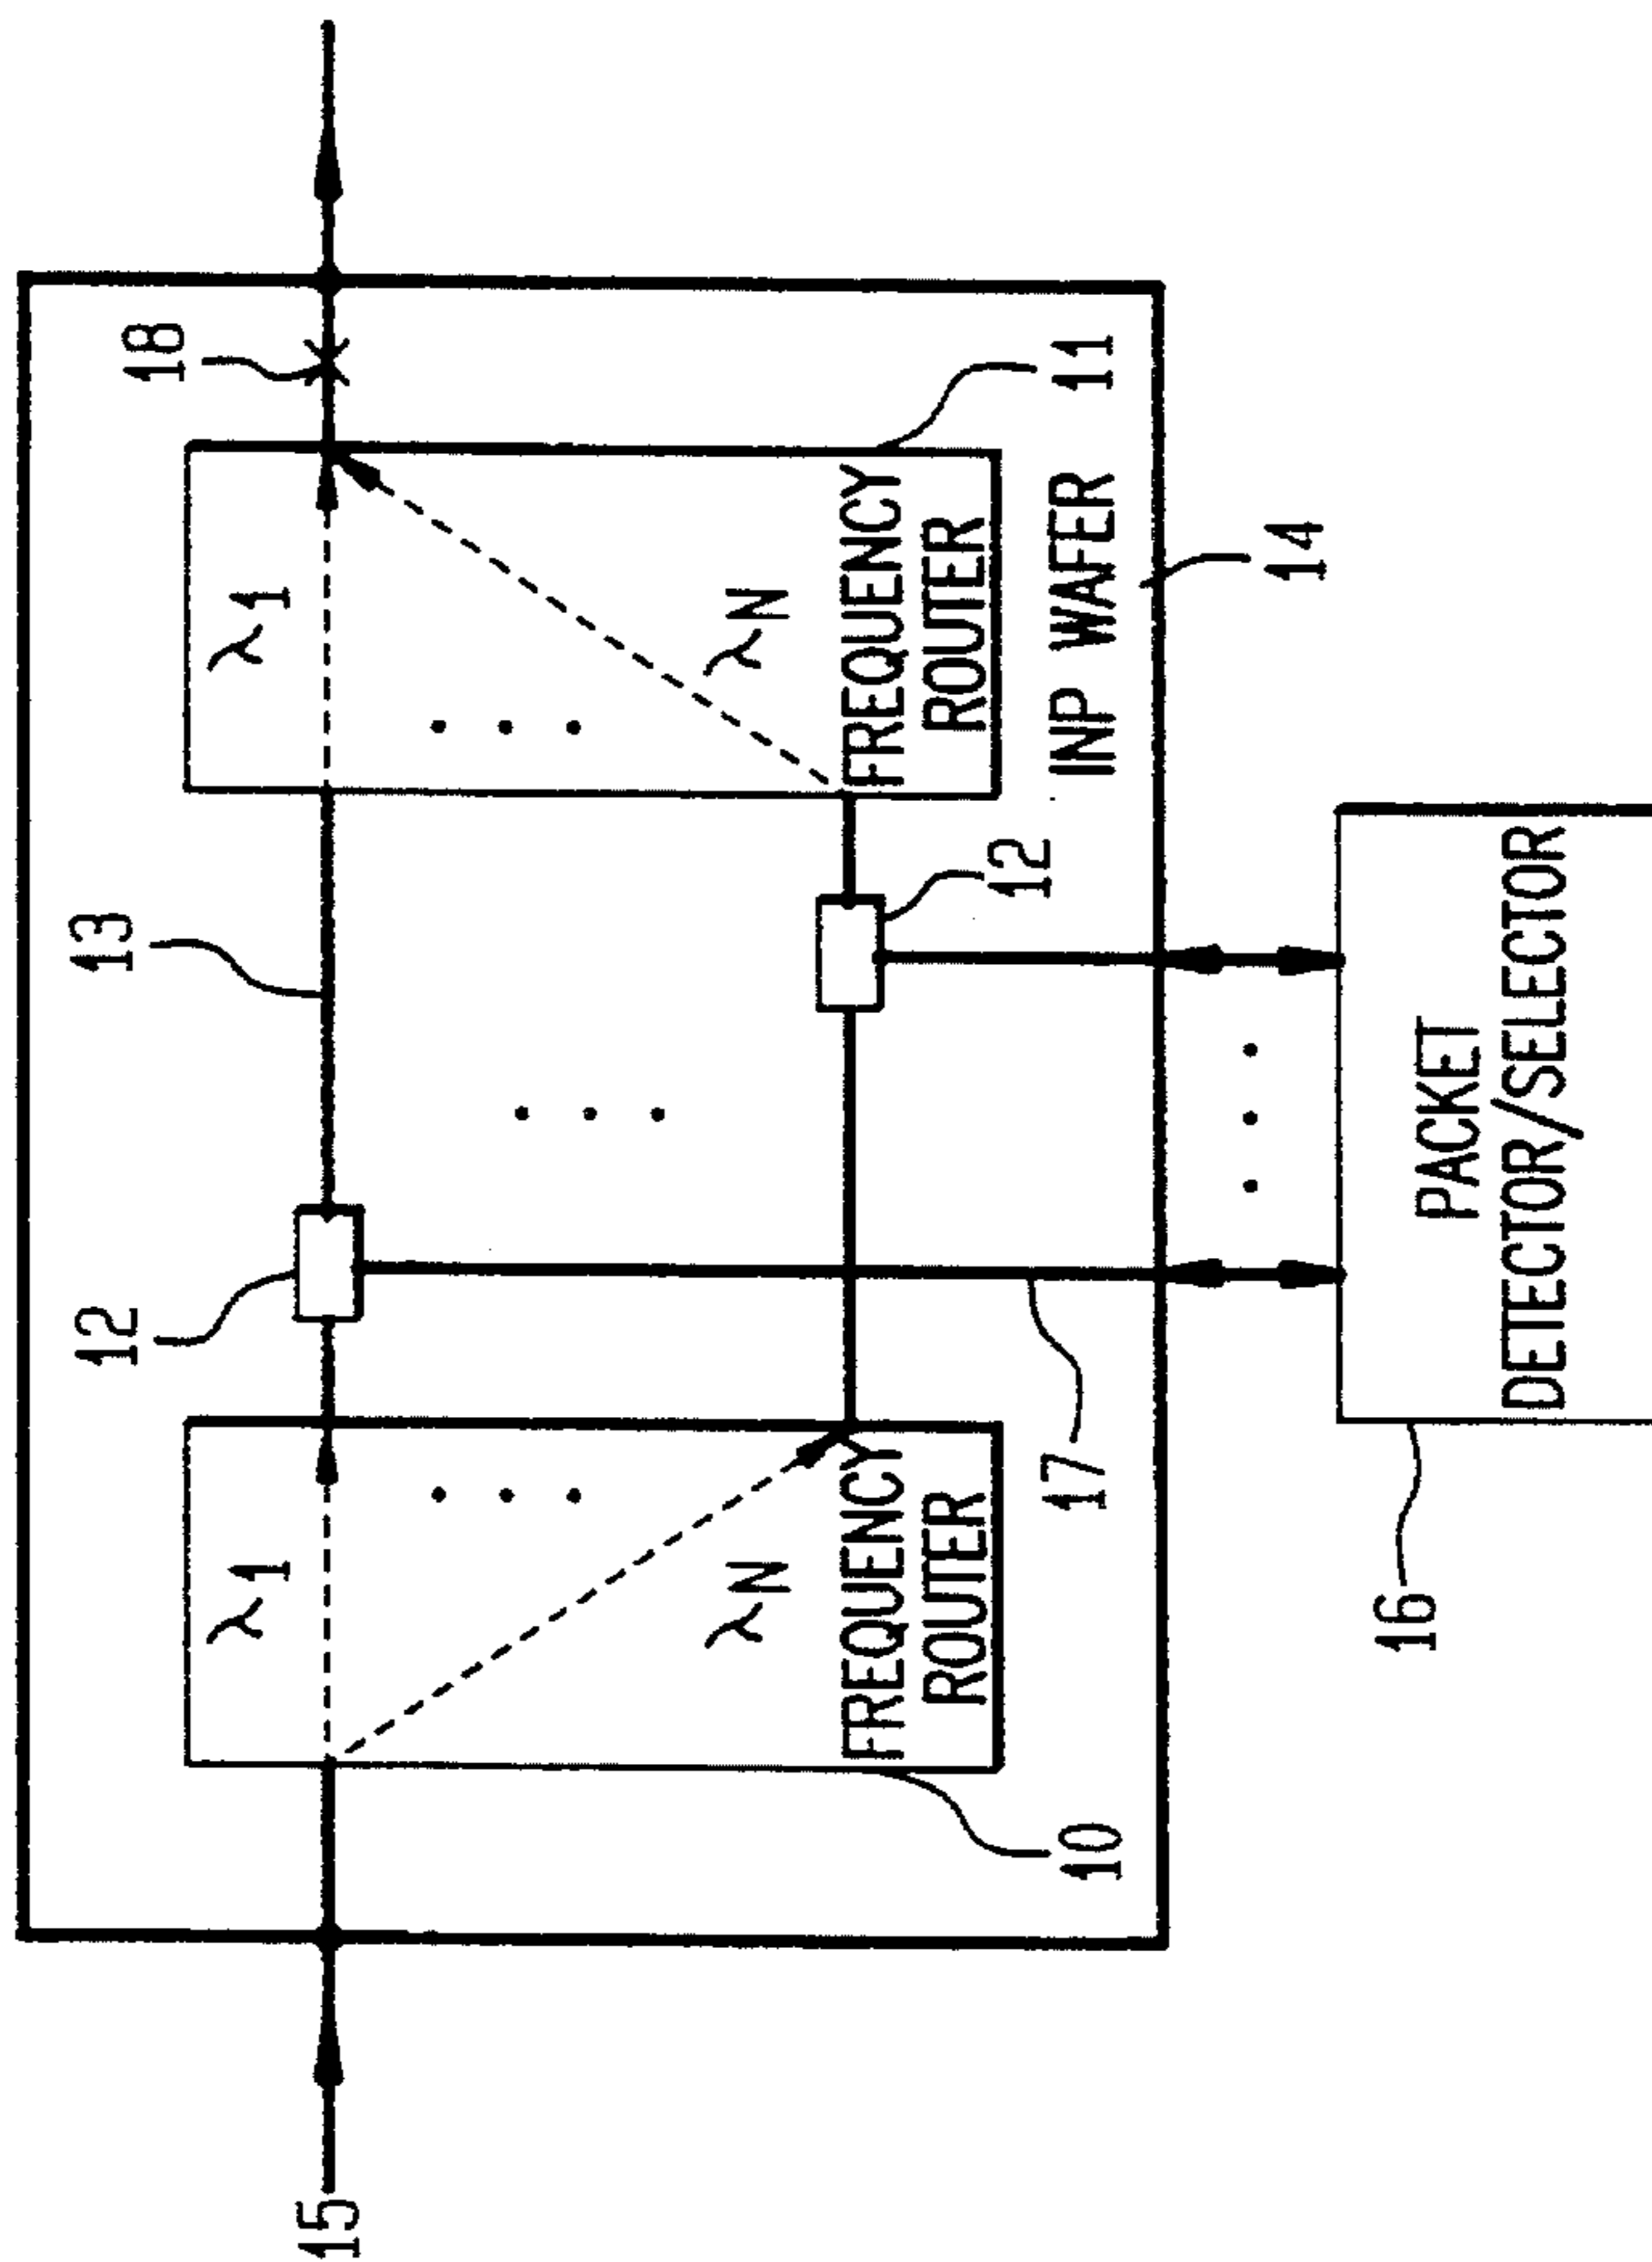 15
10
FREQUENCY
ROUTER
λ1
λN
12
17
13
12
FREQUENCY
ROUTER
λ1
λN
11
18
INP WAFER
14
16
PACKET
DETECTOR/SELECTOR